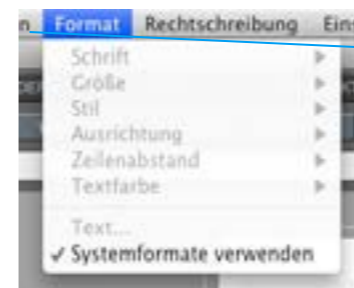 Format Rechtschreibung
Schrift
Größe
Stil
Ausrichtung
Zeilenabstand
Textfarbe
Text...
✓ Systemformate verwenden